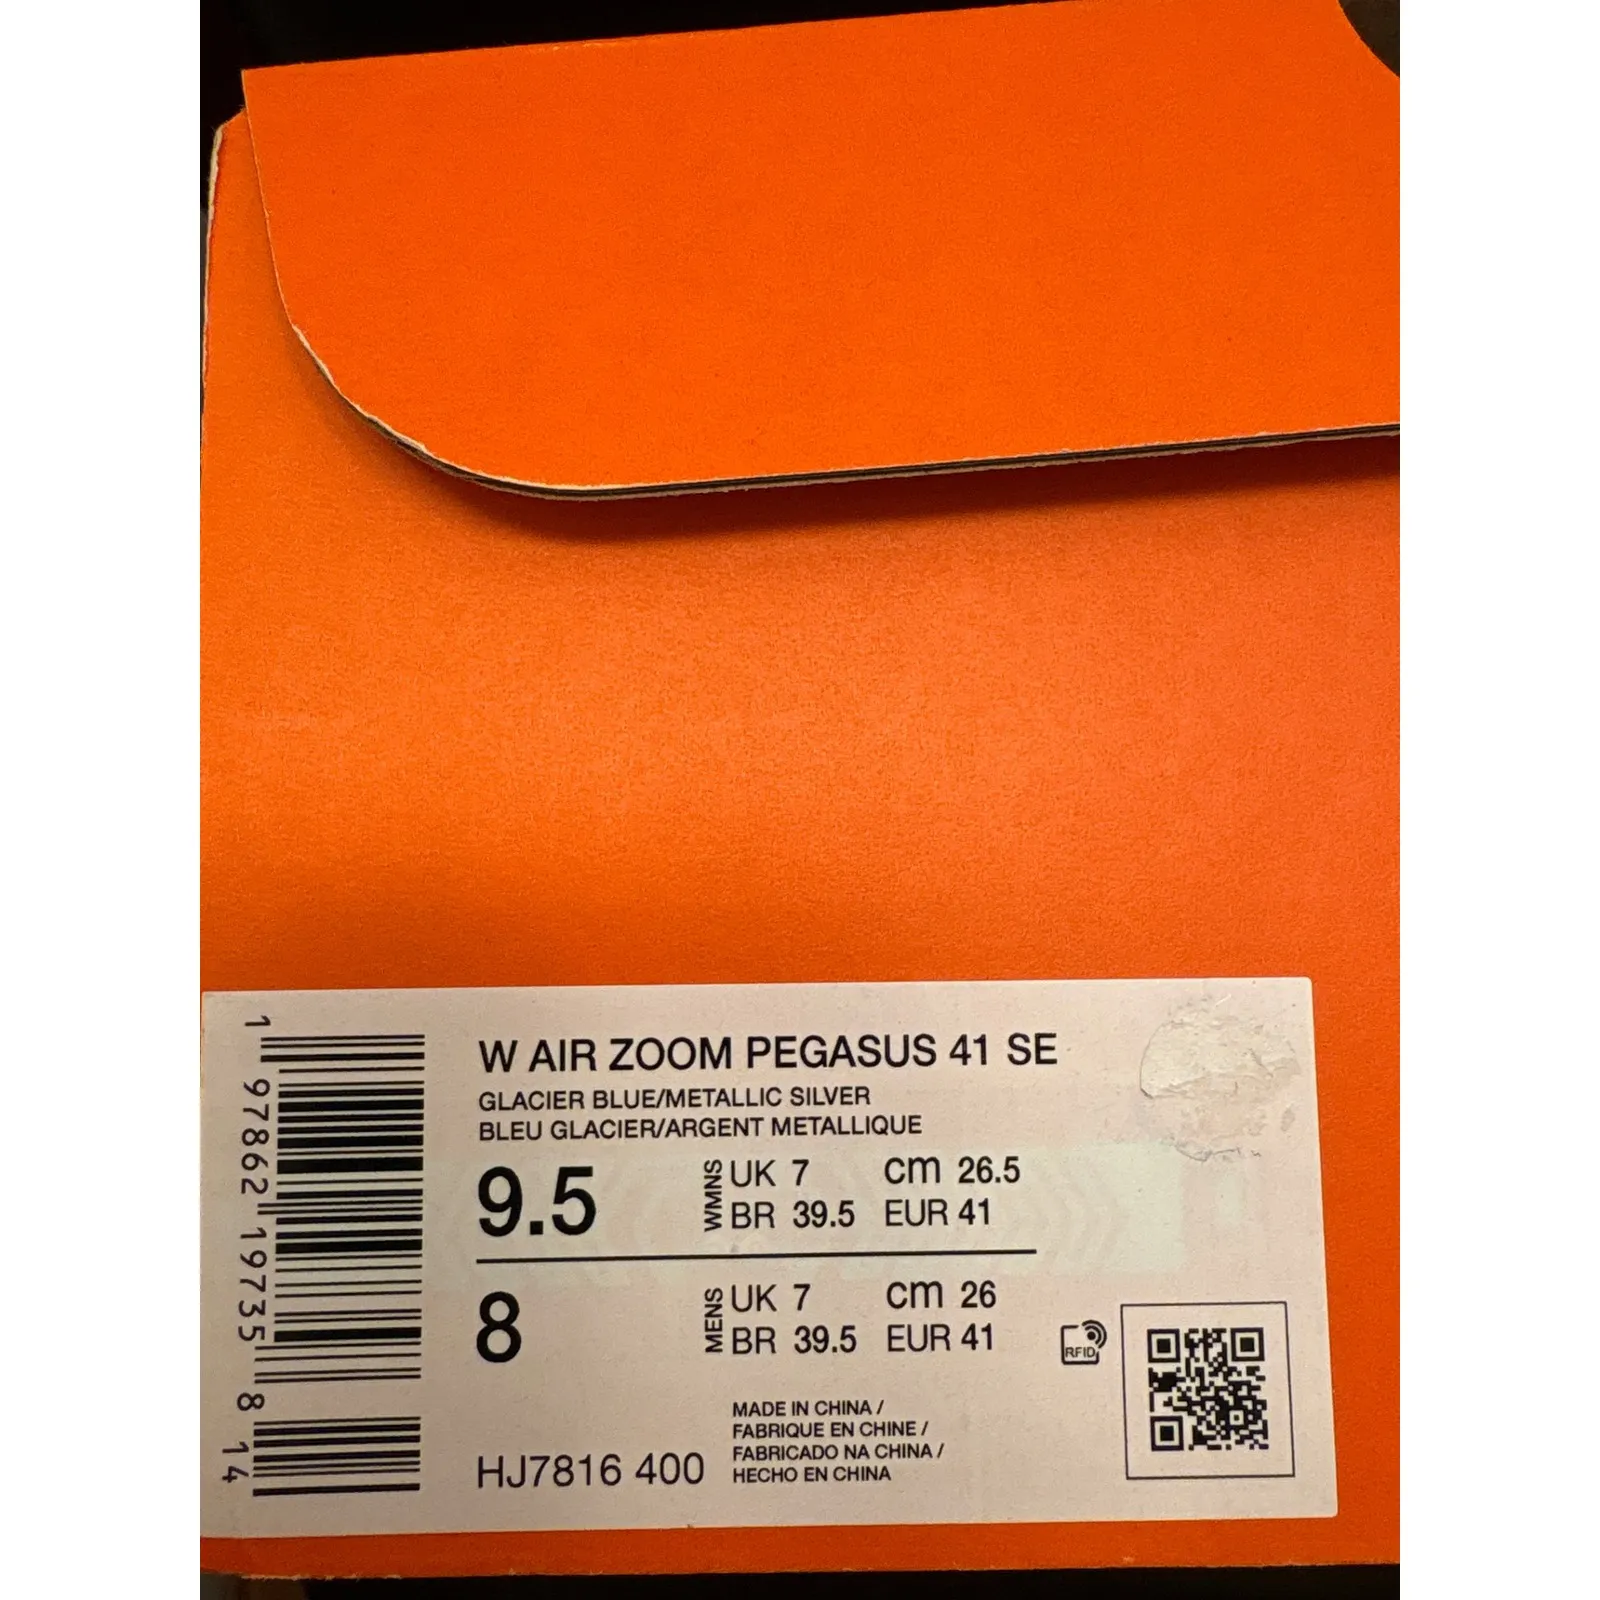 W AIR ZOOM PEGASUS 41 SE
GLACIER BLUE/METALLIC SILVER
BLEU GLACIER/ARGENT METALLIQUE
9.5 WMNS UK 7 cm 26.5
BR 39.5 EUR 41
8 MENS UK 7 cm 26
BR 39.5 EUR 41
RFID
MADE IN CHINA /
FABRIQUE EN CHINE /
FABRICADO NA CHINA /
HECHO EN CHINA
HJ7816 400
1 97862 19735 8 14